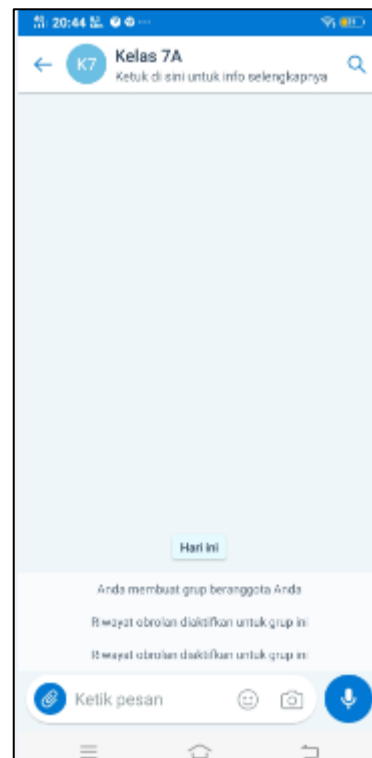 20:44
K7
Kelas 7A
Ketuk di sini untuk info selengkapnya
Hari ini
Anda membuat grup beranggota Anda
Riwayat obrolan diaktifkan untuk grup ini
Riwayat obrolan diaktifkan untuk grup ini
Ketik pesan